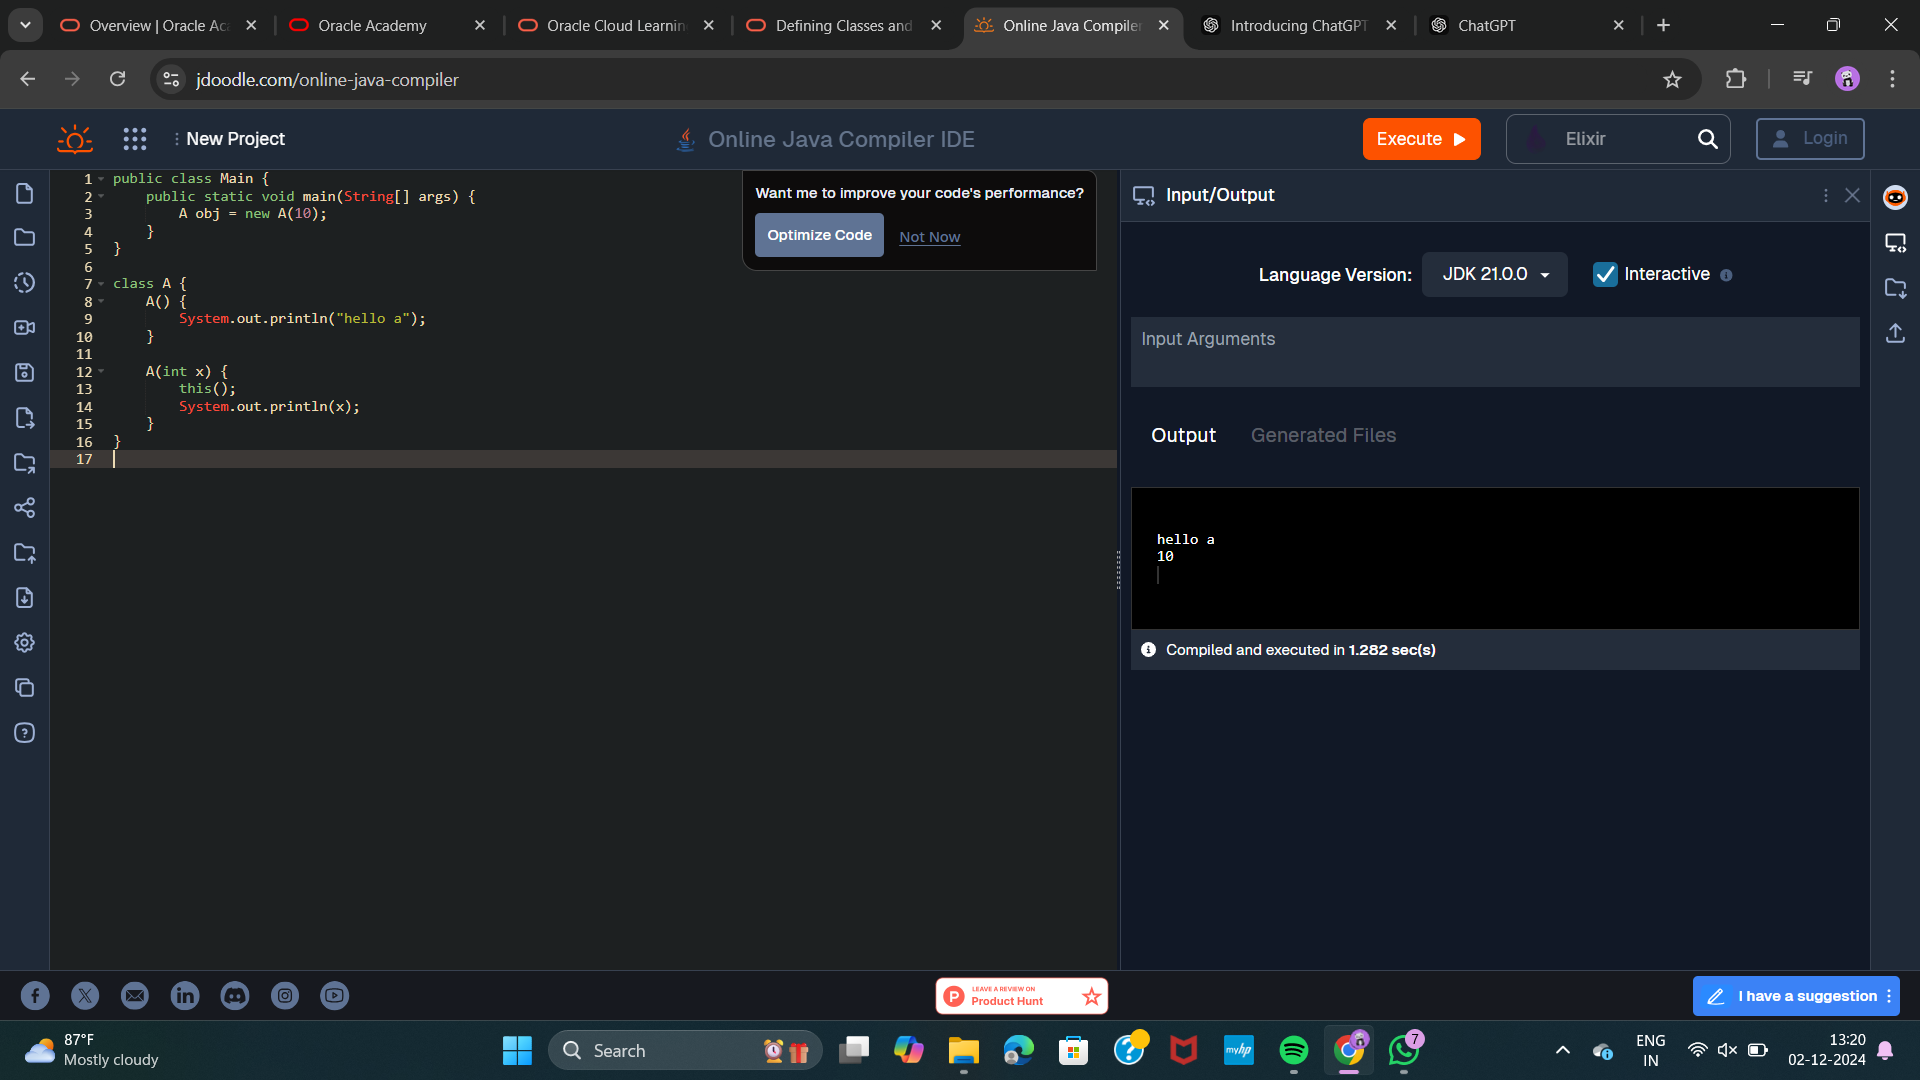 Overview | Oracle Ac
Oracle Academy
Oracle Cloud Learnin
Defining Classes and
Online Java Compiler
Introducing ChatGPT
ChatGPT
jdoodle.com/online-java-compiler
New Project
Online Java Compiler IDE
Execute
Elixir
Login
1 public class Main {
2 public static void main(String[] args) {
3 A obj = new A(10);
4 }
5 }
6
7 class A {
8 A() {
9 System.out.println("hello a");
10 }
11
12 A(int x) {
13 this();
14 System.out.println(x);
15 }
16 }
17
Want me to improve your code's performance?
Optimize Code Not Now
Input/Output
Language Version: JDK 21.0.0 Interactive
Input Arguments
Output Generated Files
hello a
10
Compiled and executed in 1.282 sec(s)
LEAVE A REVIEW ON
Product Hunt
I have a suggestion
87°F
Mostly cloudy
Search
myhp
7
ENG
IN
13:20
02-12-2024